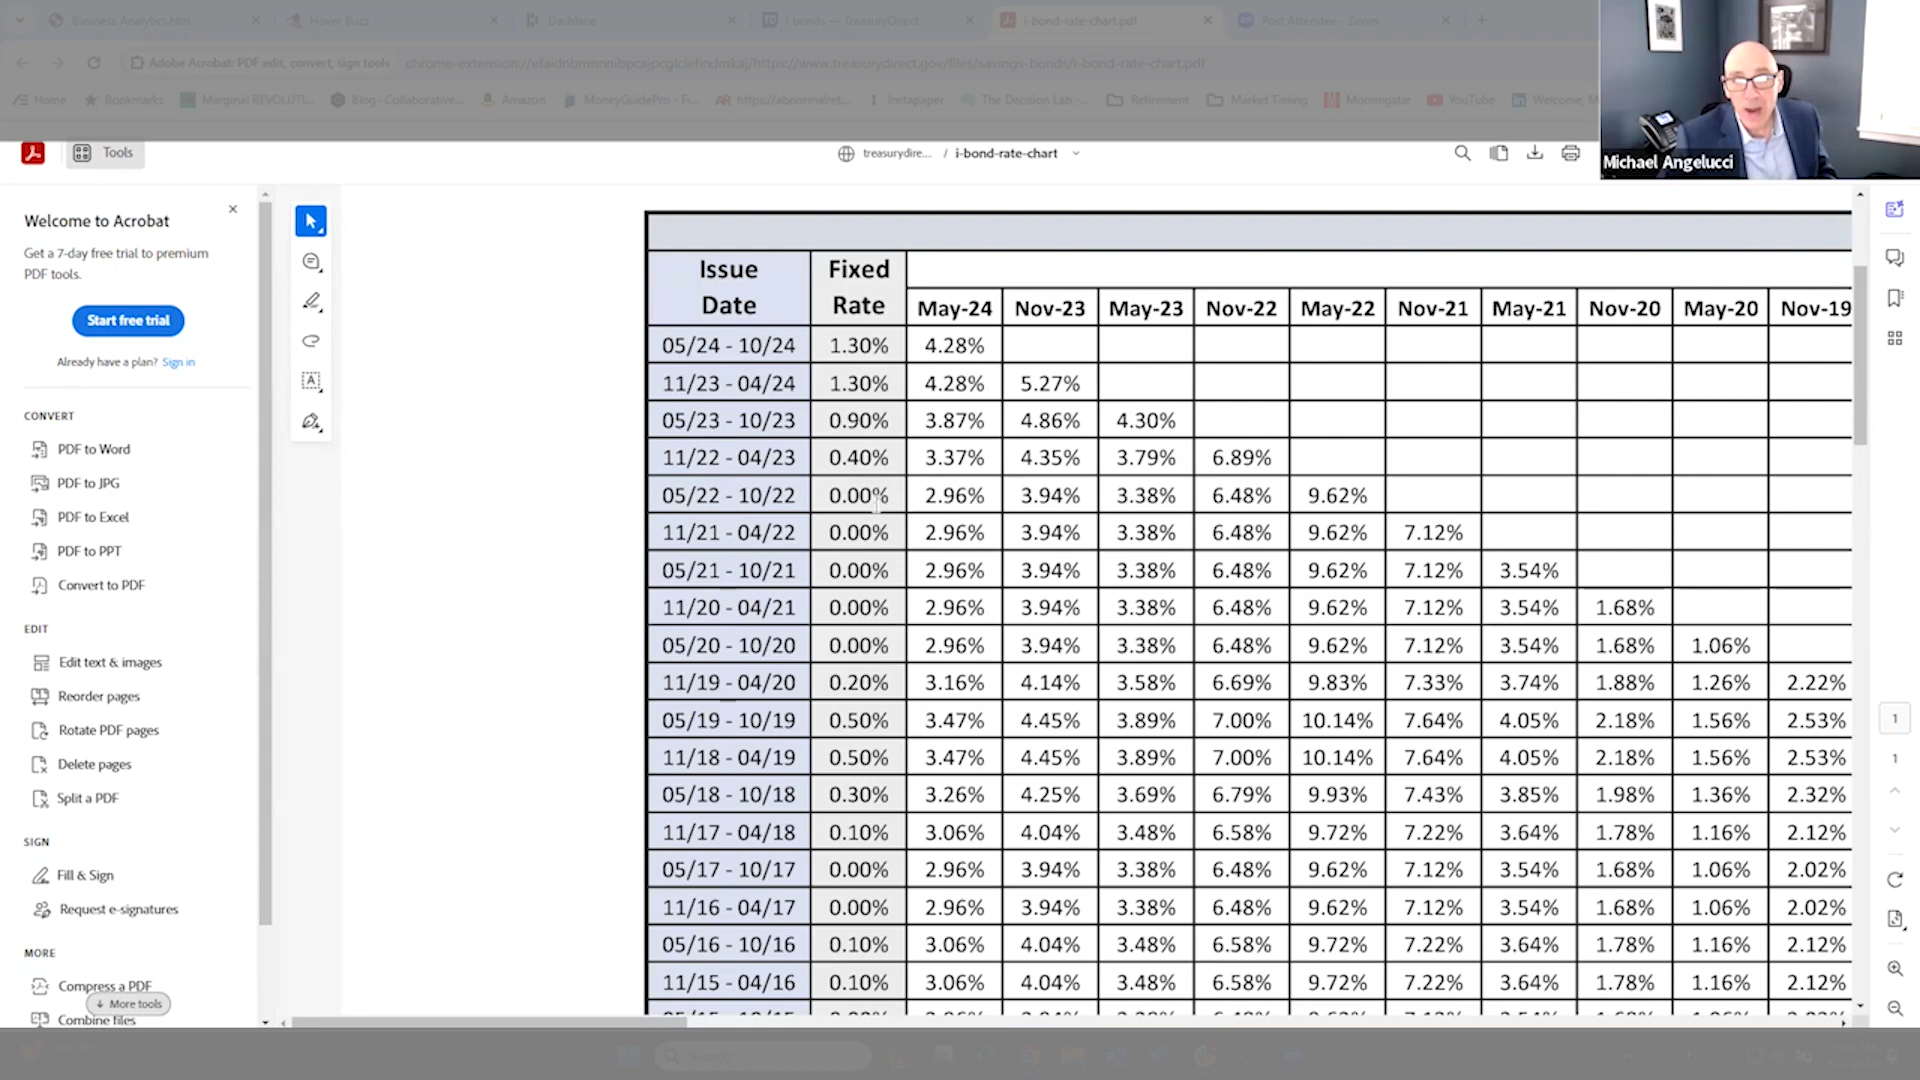 Business Analytics.htm
Hover Buzz
Dashlane
I bonds — TreasuryDirect
i-bond-rate-chart.pdf
Post Attendee - Zoom
Adobe Acrobat: PDF edit, convert, sign tools
chrome-extension://efaidnbmnnnibpcajpcglclefindmkaj/https://www.treasurydirect.gov/files/savings-bonds/i-bond-rate-chart.pdf
Home Bookmarks Marginal REVOLUTI... Blog - Collaborative... Amazon MoneyGuidePro - Fi... https://abnormalret... Instapaper The Decision Lab -... Retirement Market Timing Morningstar YouTube Welcome, M
Michael Angelucci
Tools
treasurydire... / i-bond-rate-chart
Welcome to Acrobat
Get a 7-day free trial to premium
PDF tools.
Start free trial
Already have a plan? Sign in
CONVERT
PDF to Word
PDF to JPG
PDF to Excel
PDF to PPT
Convert to PDF
EDIT
Edit text & images
Reorder pages
Rotate PDF pages
Delete pages
Split a PDF
SIGN
Fill & Sign
Request e-signatures
MORE
Compress a PDF
More tools
Combine files
Issue Date Fixed Rate May-24 Nov-23 May-23 Nov-22 May-22 Nov-21 May-21 Nov-20 May-20 Nov-19
05/24 - 10/24 1.30% 4.28%
11/23 - 04/24 1.30% 4.28% 5.27%
05/23 - 10/23 0.90% 3.87% 4.86% 4.30%
11/22 - 04/23 0.40% 3.37% 4.35% 3.79% 6.89%
05/22 - 10/22 0.00% 2.96% 3.94% 3.38% 6.48% 9.62%
11/21 - 04/22 0.00% 2.96% 3.94% 3.38% 6.48% 9.62% 7.12%
05/21 - 10/21 0.00% 2.96% 3.94% 3.38% 6.48% 9.62% 7.12% 3.54%
11/20 - 04/21 0.00% 2.96% 3.94% 3.38% 6.48% 9.62% 7.12% 3.54% 1.68%
05/20 - 10/20 0.00% 2.96% 3.94% 3.38% 6.48% 9.62% 7.12% 3.54% 1.68% 1.06%
11/19 - 04/20 0.20% 3.16% 4.14% 3.58% 6.69% 9.83% 7.33% 3.74% 1.88% 1.26% 2.22%
05/19 - 10/19 0.50% 3.47% 4.45% 3.89% 7.00% 10.14% 7.64% 4.05% 2.18% 1.56% 2.53%
11/18 - 04/19 0.50% 3.47% 4.45% 3.89% 7.00% 10.14% 7.64% 4.05% 2.18% 1.56% 2.53%
05/18 - 10/18 0.30% 3.26% 4.25% 3.69% 6.79% 9.93% 7.43% 3.85% 1.98% 1.36% 2.32%
11/17 - 04/18 0.10% 3.06% 4.04% 3.48% 6.58% 9.72% 7.22% 3.64% 1.78% 1.16% 2.12%
05/17 - 10/17 0.00% 2.96% 3.94% 3.38% 6.48% 9.62% 7.12% 3.54% 1.68% 1.06% 2.02%
11/16 - 04/17 0.00% 2.96% 3.94% 3.38% 6.48% 9.62% 7.12% 3.54% 1.68% 1.06% 2.02%
05/16 - 10/16 0.10% 3.06% 4.04% 3.48% 6.58% 9.72% 7.22% 3.64% 1.78% 1.16% 2.12%
11/15 - 04/16 0.10% 3.06% 4.04% 3.48% 6.58% 9.72% 7.22% 3.64% 1.78% 1.16% 2.12%
1
1
Search